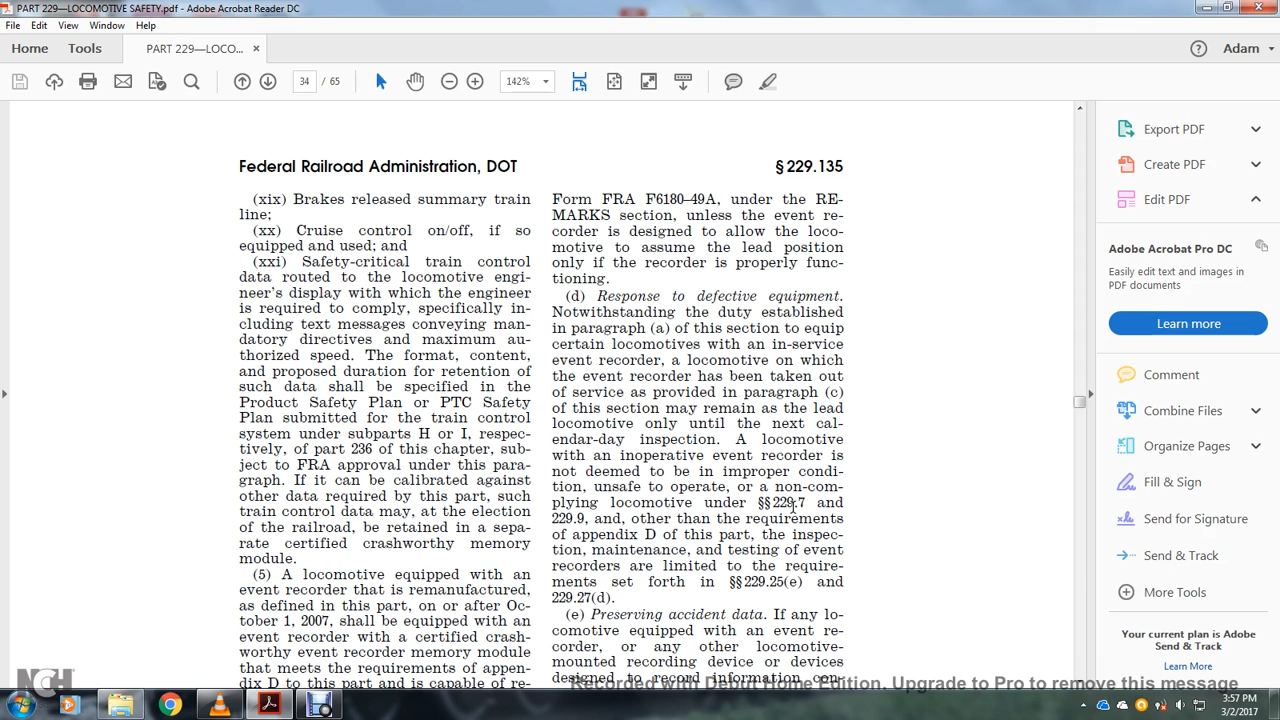 PART 229—LOCOMOTIVE SAFETY.pdf - Adobe Acrobat Reader DC
File Edit View Window Help
Home Tools PART 229—LOCO... × Adam
34 / 65 142%
Federal Railroad Administration, DOT § 229.135
(xix) Brakes released summary train
line;
(xx) Cruise control on/off, if so
equipped and used; and
(xxi) Safety-critical train control
data routed to the locomotive engi-
neer's display with which the engineer
is required to comply, specifically in-
cluding text messages conveying man-
datory directives and maximum au-
thorized speed. The format, content,
and proposed duration for retention of
such data shall be specified in the
Product Safety Plan or PTC Safety
Plan submitted for the train control
system under subparts H or I, respec-
tively, of part 236 of this chapter, sub-
ject to FRA approval under this para-
graph. If it can be calibrated against
other data required by this part, such
train control data may, at the election
of the railroad, be retained in a sepa-
rate certified crashworthy memory
module.
(5) A locomotive equipped with an
event recorder that is remanufactured,
as defined in this part, on or after Oc-
tober 1, 2007, shall be equipped with an
event recorder with a certified crash-
worthy event recorder memory module
that meets the requirements of appen-
dix D to this part and is capable of re-
Form FRA F6180–49A, under the RE-
MARKS section, unless the event re-
corder is designed to allow the loco-
motive to assume the lead position
only if the recorder is properly func-
tioning.
(d) Response to defective equipment.
Notwithstanding the duty established
in paragraph (a) of this section to equip
certain locomotives with an in-service
event recorder, a locomotive on which
the event recorder has been taken out
of service as provided in paragraph (c)
of this section may remain as the lead
locomotive only until the next cal-
endar-day inspection. A locomotive
with an inoperative event recorder is
not deemed to be in improper condi-
tion, unsafe to operate, or a non-com-
plying locomotive under §§ 229.7 and
229.9, and, other than the requirements
of appendix D of this part, the inspec-
tion, maintenance, and testing of event
recorders are limited to the require-
ments set forth in §§ 229.25(e) and
229.27(d).
(e) Preserving accident data. If any lo-
comotive equipped with an event re-
corder, or any other locomotive-
mounted recording device or devices
designed to record information con-
Export PDF
Create PDF
Edit PDF
Adobe Acrobat Pro DC
Easily edit text and images in
PDF documents
Learn more
Comment
Combine Files
Organize Pages
Fill & Sign
Send for Signature
Send & Track
More Tools
Your current plan is Adobe
Send & Track
Learn More
NCH
Recorded with Debut Home Edition. Upgrade to Pro to remove this message
3:57 PM
3/2/2017